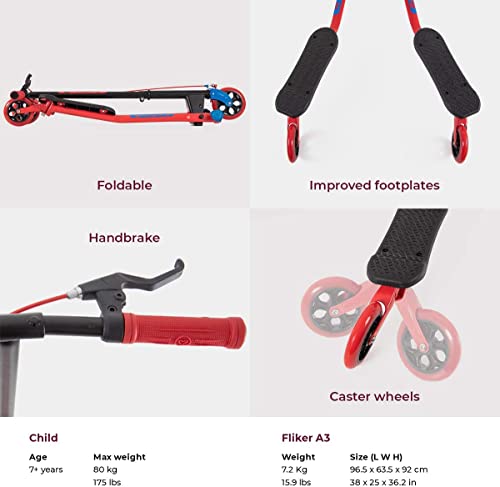 Foldable
Improved footplates
Handbrake
Caster wheels
Child
Age Max weight
7+ years 80 kg
175 lbs
Fliker A3
Weight Size (L W H)
7.2 Kg 96.5 x 63.5 x 92 cm
15.9 lbs 38 x 25 x 36.2 in